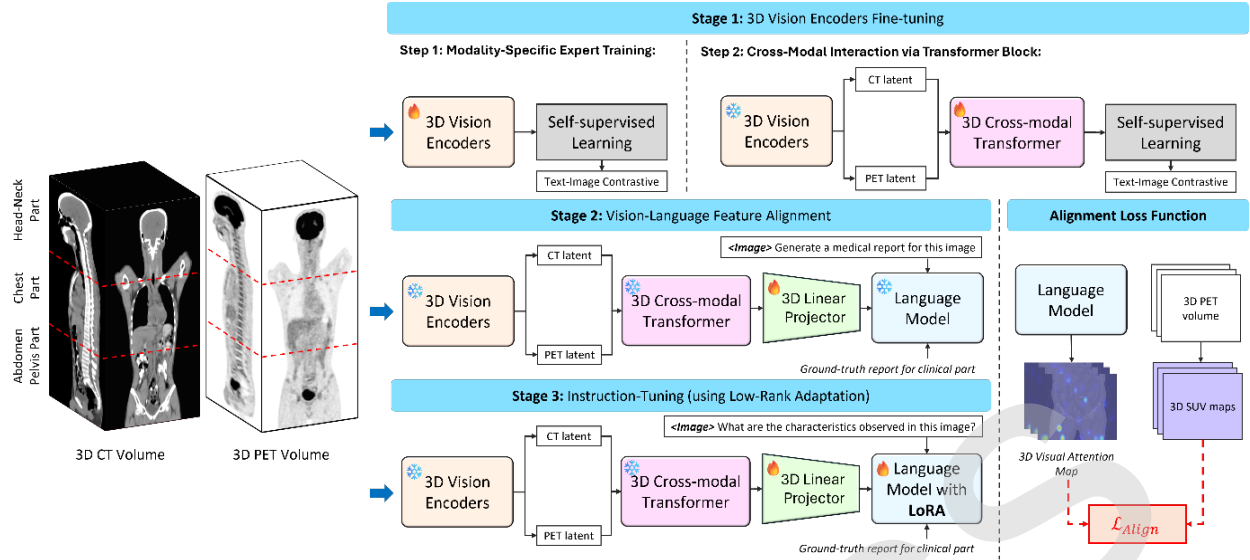 Stage 1: 3D Vision Encoders Fine-tuning
Step 1: Modality-Specific Expert Training:
Step 2: Cross-Modal Interaction via Transformer Block:
3D Vision
Encoders
Self-supervised
Learning
Text-Image Contrastive
3D Vision
Encoders
CT latent
PET latent
3D Cross-modal
Transformer
Self-supervised
Learning
Text-Image Contrastive
Head-Neck
Part
Chest
Part
Abdomen
Pelvis Part
3D CT Volume
3D PET Volume
Stage 2: Vision-Language Feature Alignment
<Image> Generate a medical report for this image
3D Vision
Encoders
CT latent
PET latent
3D Cross-modal
Transformer
3D Linear
Projector
Language
Model
Ground-truth report for clinical part
Stage 3: Instruction-Tuning (using Low-Rank Adaptation)
<Image> What are the characteristics observed in this image?
3D Vision
Encoders
CT latent
PET latent
3D Cross-modal
Transformer
3D Linear
Projector
Language
Model with
LoRA
Ground-truth report for clinical part
Alignment Loss Function
Language
Model
3D PET
volume
3D SUV maps
3D Visual Attention
Map
ℒAlign